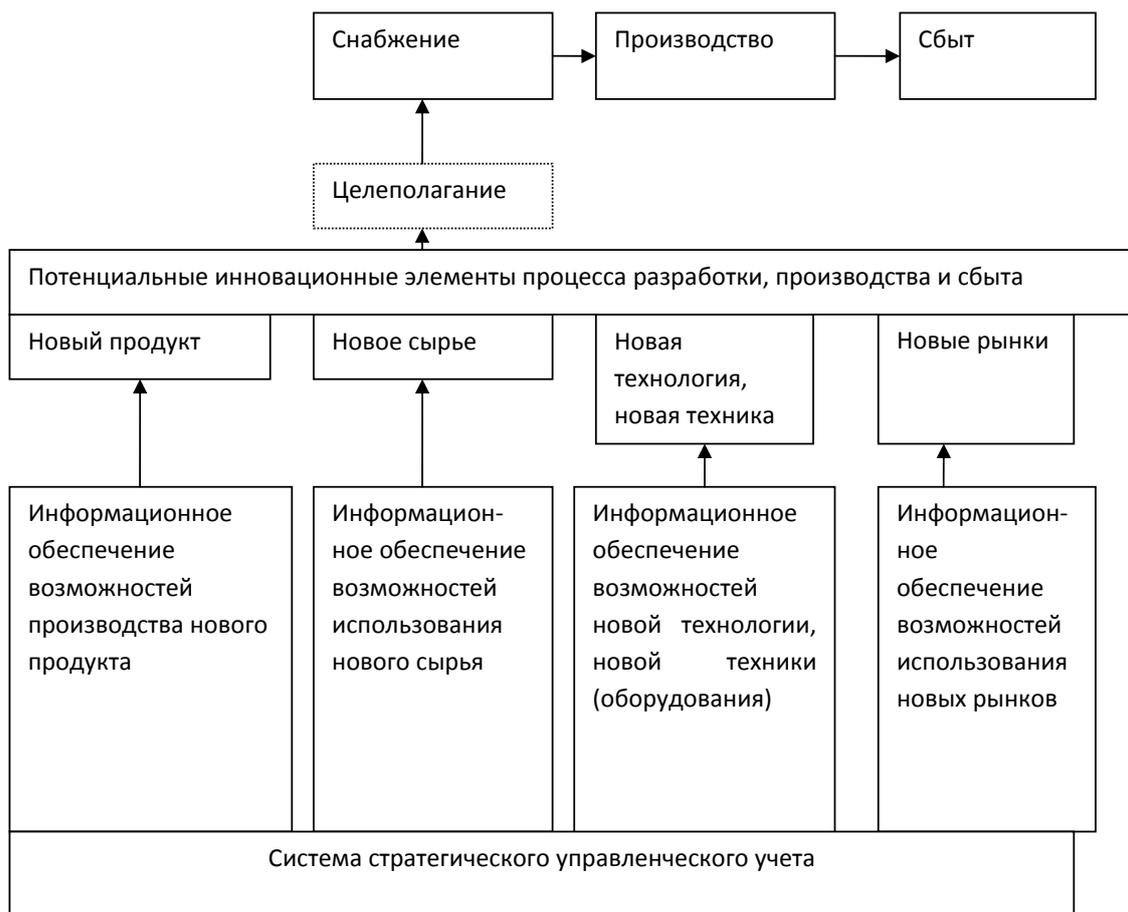 Снабжение
Производство
Сбыт
Целеполагание
Потенциальные инновационные элементы процесса разработки, производства и сбыта
Новый продукт
Новое сырье
Новая
технология,
новая техника
Новые рынки
Информационное
обеспечение
возможностей
производства нового
продукта
Информацион-
ное обеспечение
возможностей
использования
нового сырья
Информационное
обеспечение
возможностей
новой технологии,
новой техники
(оборудования)
Информацион-
ное
обеспечение
возможностей
использования
новых рынков
Система стратегического управленческого учета